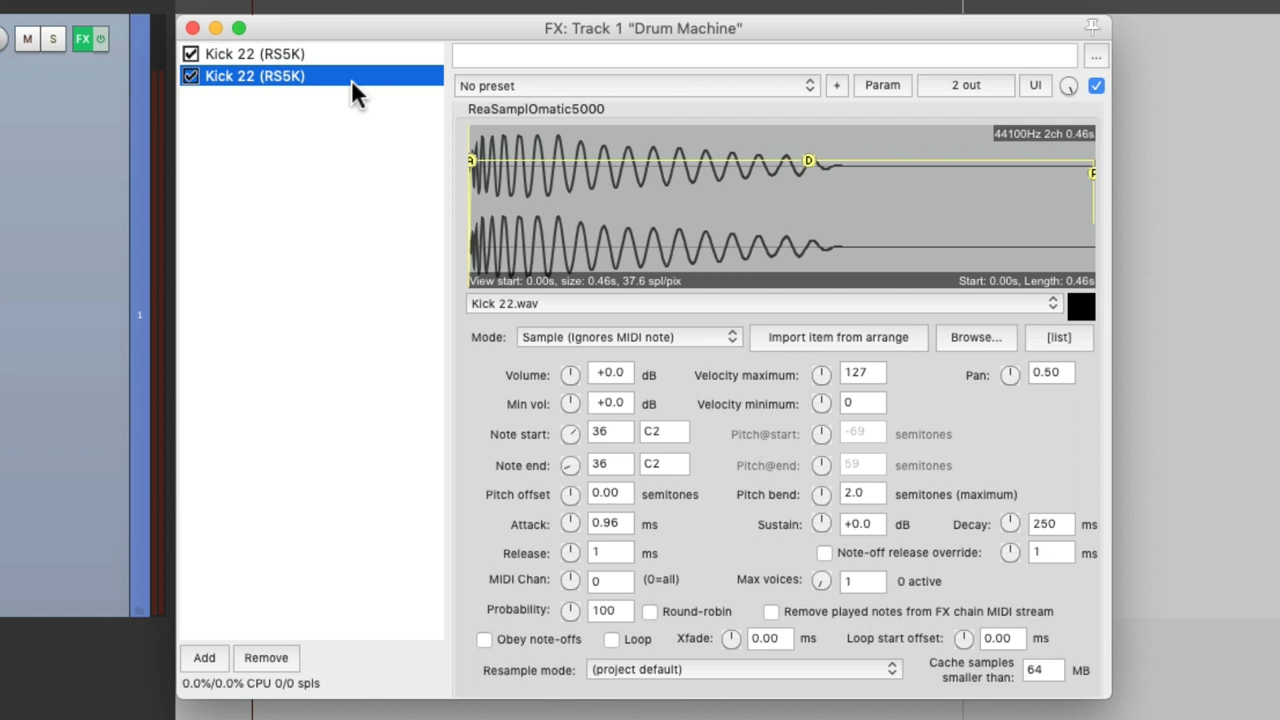 M S FX
1
FX: Track 1 "Drum Machine"
Kick 22 (RS5K)
Kick 22 (RS5K)
...
No preset + Param 2 out UI
ReaSamplOmatic5000
44100Hz 2ch 0.46s
A D
View start: 0.00s, size: 0.46s, 37.6 spl/pix Start: 0.00s, Length: 0.46s
Kick 22.wav
Mode: Sample (Ignores MIDI note) Import item from arrange Browse... [list]
Volume: +0.0 dB Velocity maximum: 127 Pan: 0.50
Min vol: +0.0 dB Velocity minimum: 0
Note start: 36 C2 Pitch@start: -69 semitones
Note end: 36 C2 Pitch@end: 59 semitones
Pitch offset 0.00 semitones Pitch bend: 2.0 semitones (maximum)
Attack: 0.96 ms Sustain: +0.0 dB Decay: 250 ms
Release: 1 ms Note-off release override: 1 ms
MIDI Chan: 0 (0=all) Max voices: 1 0 active
Probability: 100 Round-robin Remove played notes from FX chain MIDI stream
Obey note-offs Loop Xfade: 0.00 ms Loop start offset: 0.00 ms
Resample mode: (project default) Cache samples
smaller than: 64 MB
Add Remove
0.0%/0.0% CPU 0/0 spls